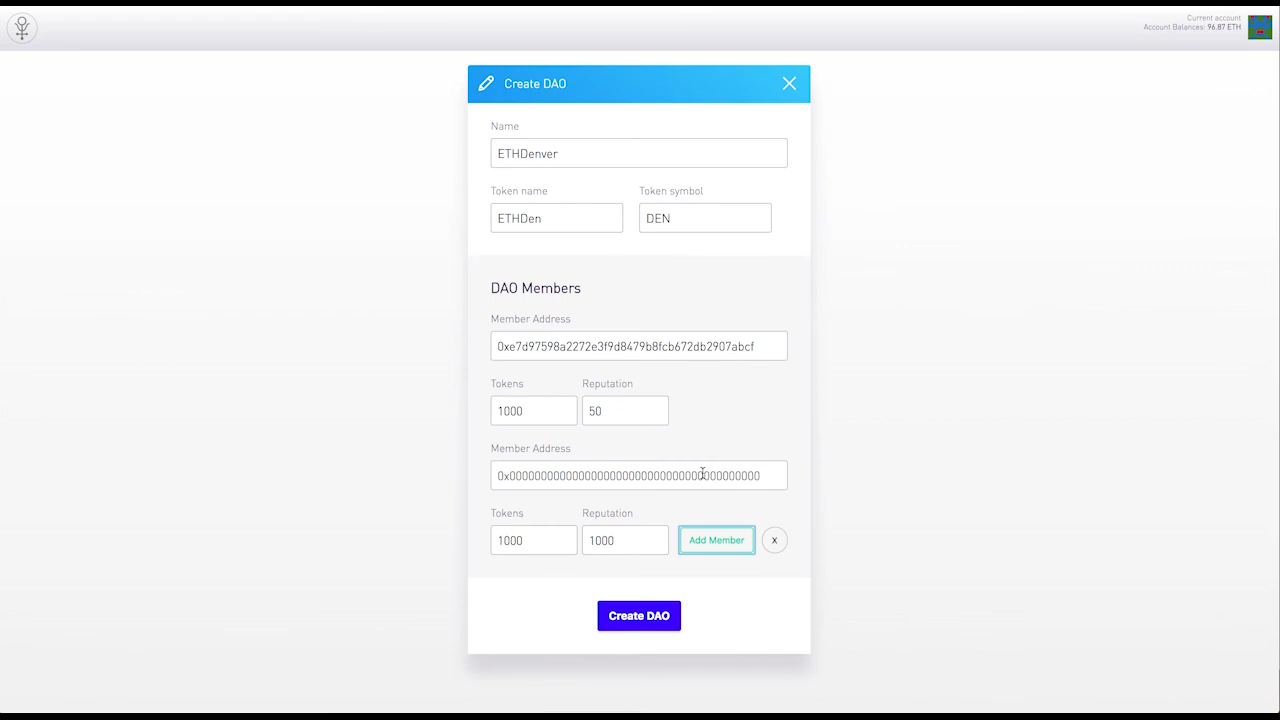 Current account
Account Balances: 96.87 ETH
Create DAO
Name
ETHDenver
Token name Token symbol
ETHDen DEN
DAO Members
Member Address
0xe7d97598a2272e3f9d8479b8fcb672db2907abcf
Tokens Reputation
1000 50
Member Address
0x0000000000000000000000000000000000000000
Tokens Reputation
1000 1000 Add Member x
Create DAO